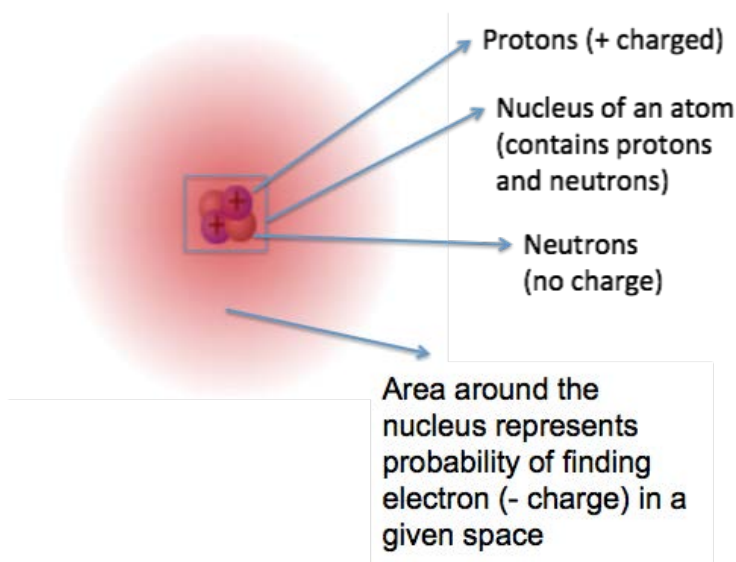 Protons (+ charged)
Nucleus of an atom
(contains protons
and neutrons)
+
+
Neutrons
(no charge)
Area around the
nucleus represents
probability of finding
electron (- charge) in a
given space